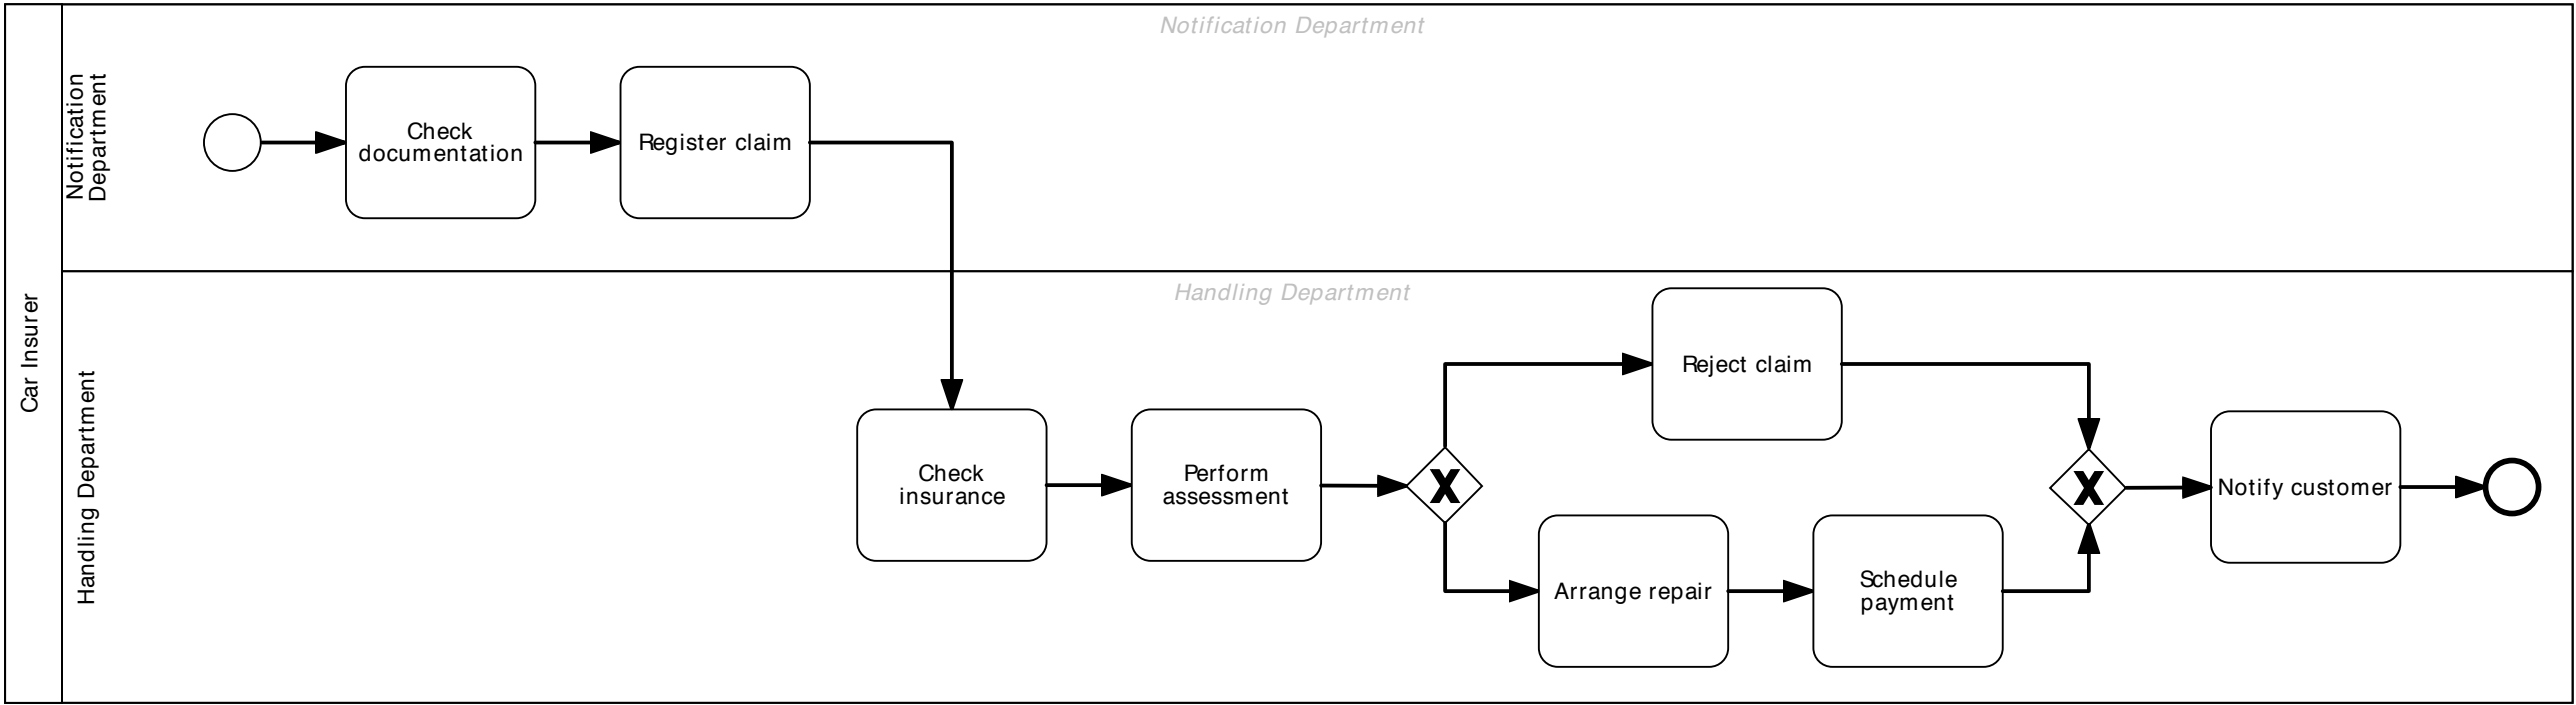 Car Insurer
Notification
Department
Notification Department
Check
documentation
Register claim
Handling Department
Handling Department
Check
insurance
Perform
assessment
X
Reject claim
Arrange repair
Schedule
payment
X
Notify customer